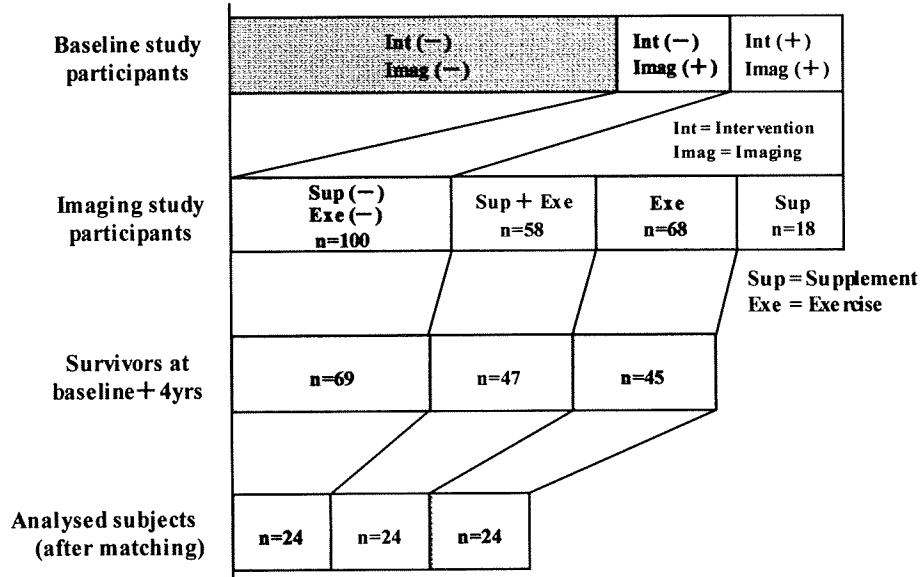 Baseline study
participants
Int (−)
Imag (−)
Int (−)
Imag (+)
Int (+)
Imag (+)
Int = Intervention
Imag = Imaging
Imaging study
participants
Sup (−)
Exe (−)
n=100
Sup + Exe
n=58
Exe
n=68
Sup
n=18
Sup = Supplement
Exe = Exercise
Survivors at
baseline+ 4yrs
n=69
n=47
n=45
Analysed subjects
(after matching)
n=24
n=24
n=24